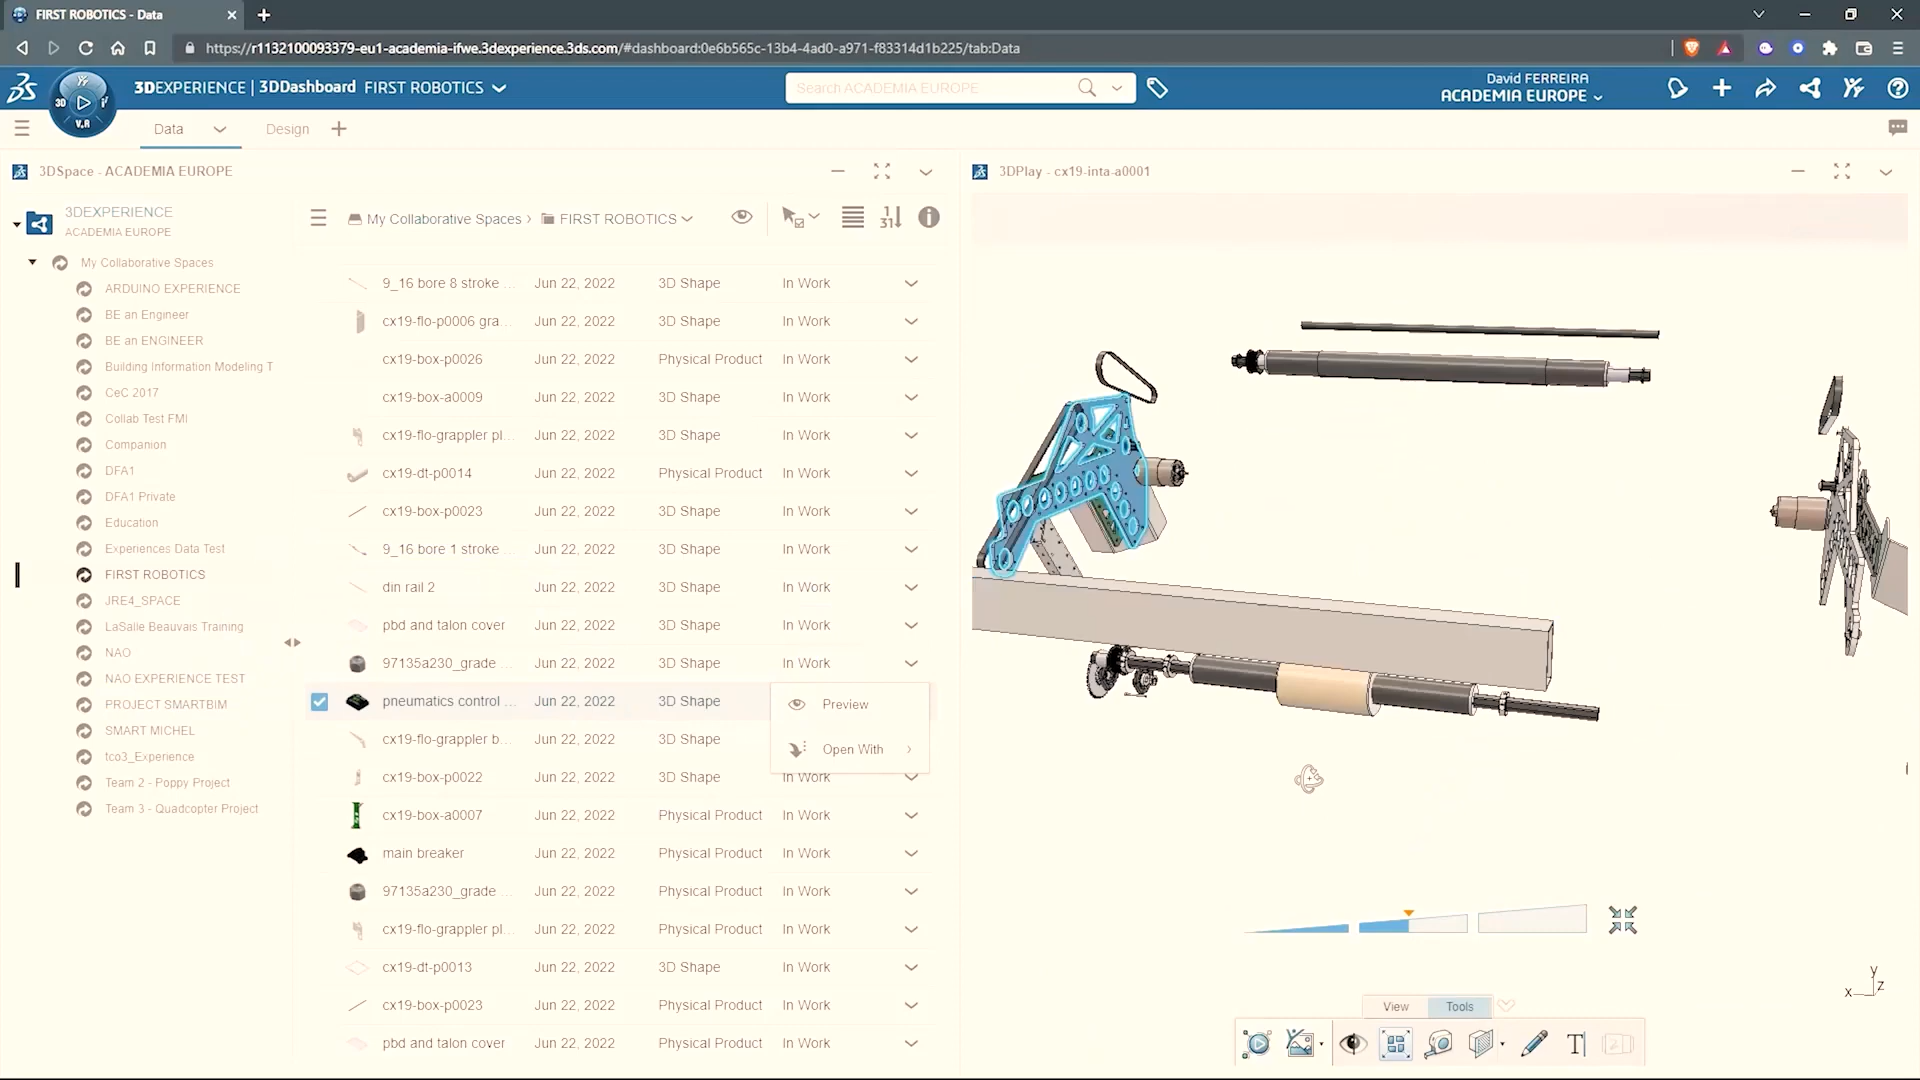 FIRST ROBOTICS - Data
https://r1132100093379-eu1-academia-ifwe.3dexperience.3ds.com/#dashboard:0e6b565c-13b4-4ad0-a971-f83314d1b225/tab:Data
3D
V.R
3DEXPERIENCE | 3DDashboard FIRST ROBOTICS
Search ACADEMIA EUROPE
David FERREIRA
ACADEMIA EUROPE
Data
Design
3DSpace - ACADEMIA EUROPE
3DEXPERIENCE
ACADEMIA EUROPE
My Collaborative Spaces
ARDUINO EXPERIENCE
BE an Engineer
BE an ENGINEER
Building Information Modeling T
CeC 2017
Collab Test FMI
Companion
DFA1
DFA1 Private
Education
Experiences Data Test
FIRST ROBOTICS
JRE4_SPACE
LaSalle Beauvais Training
NAO
NAO EXPERIENCE TEST
PROJECT SMARTBIM
SMART MICHEL
tco3_Experience
Team 2 - Poppy Project
Team 3 - Quadcopter Project
My Collaborative Spaces › FIRST ROBOTICS
1
31
9_16 bore 8 stroke ... Jun 22, 2022 3D Shape In Work
cx19-flo-p0006 gra... Jun 22, 2022 3D Shape In Work
cx19-box-p0026 Jun 22, 2022 Physical Product In Work
cx19-box-a0009 Jun 22, 2022 3D Shape In Work
cx19-flo-grappler pl... Jun 22, 2022 3D Shape In Work
cx19-dt-p0014 Jun 22, 2022 Physical Product In Work
cx19-box-p0023 Jun 22, 2022 3D Shape In Work
9_16 bore 1 stroke ... Jun 22, 2022 3D Shape In Work
din rail 2 Jun 22, 2022 3D Shape In Work
pbd and talon cover Jun 22, 2022 3D Shape In Work
97135a230_grade ... Jun 22, 2022 3D Shape In Work
pneumatics control ... Jun 22, 2022 3D Shape
cx19-flo-grappler b... Jun 22, 2022 3D Shape
cx19-box-p0022 Jun 22, 2022 3D Shape In Work
cx19-box-a0007 Jun 22, 2022 Physical Product In Work
main breaker Jun 22, 2022 Physical Product In Work
97135a230_grade ... Jun 22, 2022 Physical Product In Work
cx19-flo-grappler pl... Jun 22, 2022 Physical Product In Work
cx19-dt-p0013 Jun 22, 2022 3D Shape In Work
cx19-box-p0023 Jun 22, 2022 Physical Product In Work
pbd and talon cover Jun 22, 2022 Physical Product In Work
Preview
Open With
3DPlay - cx19-inta-a0001
y
x
z
View
Tools
T